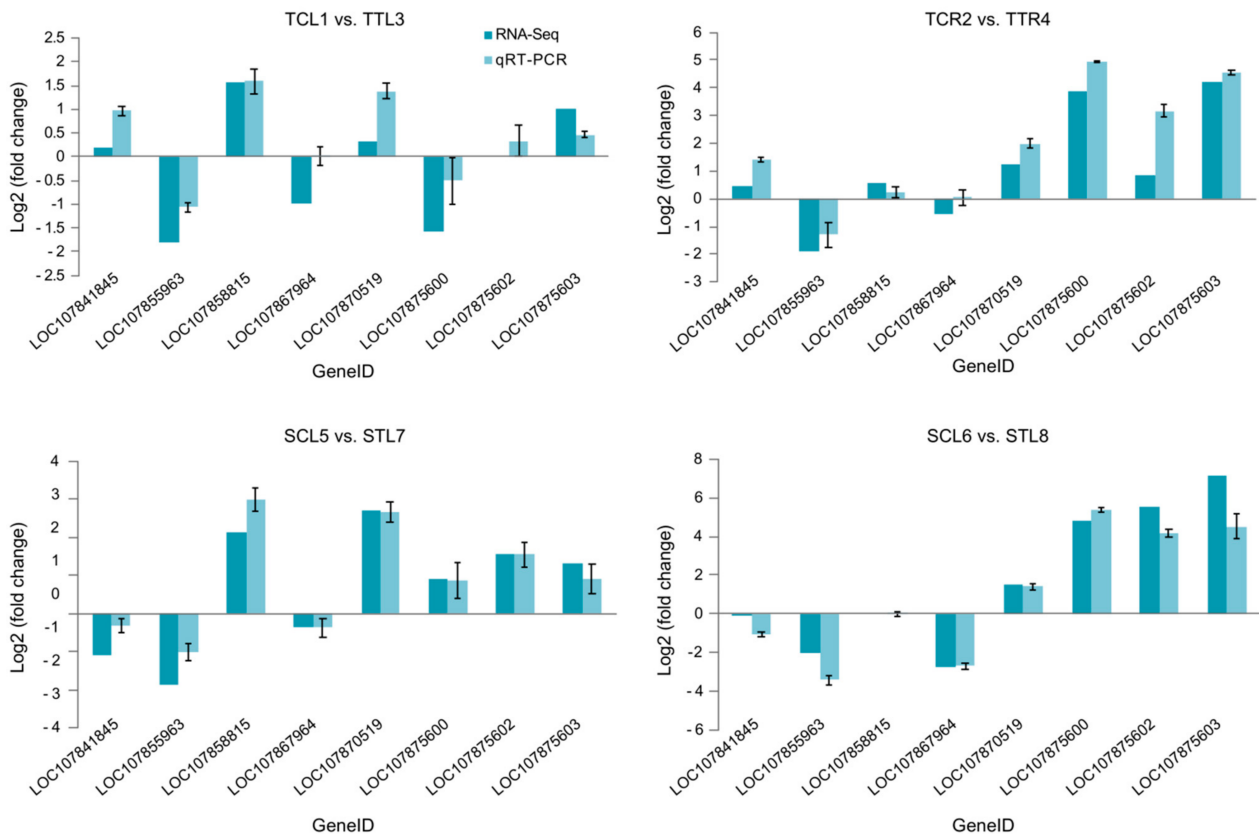 TCL1 vs. TTL3
RNA-Seq
qRT-PCR
Log2 (fold change)
2.5
2
1.5
1
0.5
0
- 0.5
- 1
- 1.5
- 2
- 2.5
LOC107841845
LOC107855963
LOC107858815
LOC107867964
LOC107870519
LOC107875600
LOC107875602
LOC107875603
GeneID
TCR2 vs. TTR4
Log2 (fold change)
6
5
4
3
2
1
0
- 1
- 2
- 3
LOC107841845
LOC107855963
LOC107858815
LOC107867964
LOC107870519
LOC107875600
LOC107875602
LOC107875603
GeneID
SCL5 vs. STL7
Log2 (fold change)
4
3
2
1
0
-1
- 2
- 3
- 4
LOC107841845
LOC107855963
LOC107858815
LOC107867964
LOC107870519
LOC107875600
LOC107875602
LOC107875603
GeneID
SCL6 vs. STL8
Log2 (fold change)
8
6
4
2
0
-2
-4
-6
LOC107841845
LOC107855963
LOC107858815
LOC107867964
LOC107870519
LOC107875600
LOC107875602
LOC107875603
GeneID